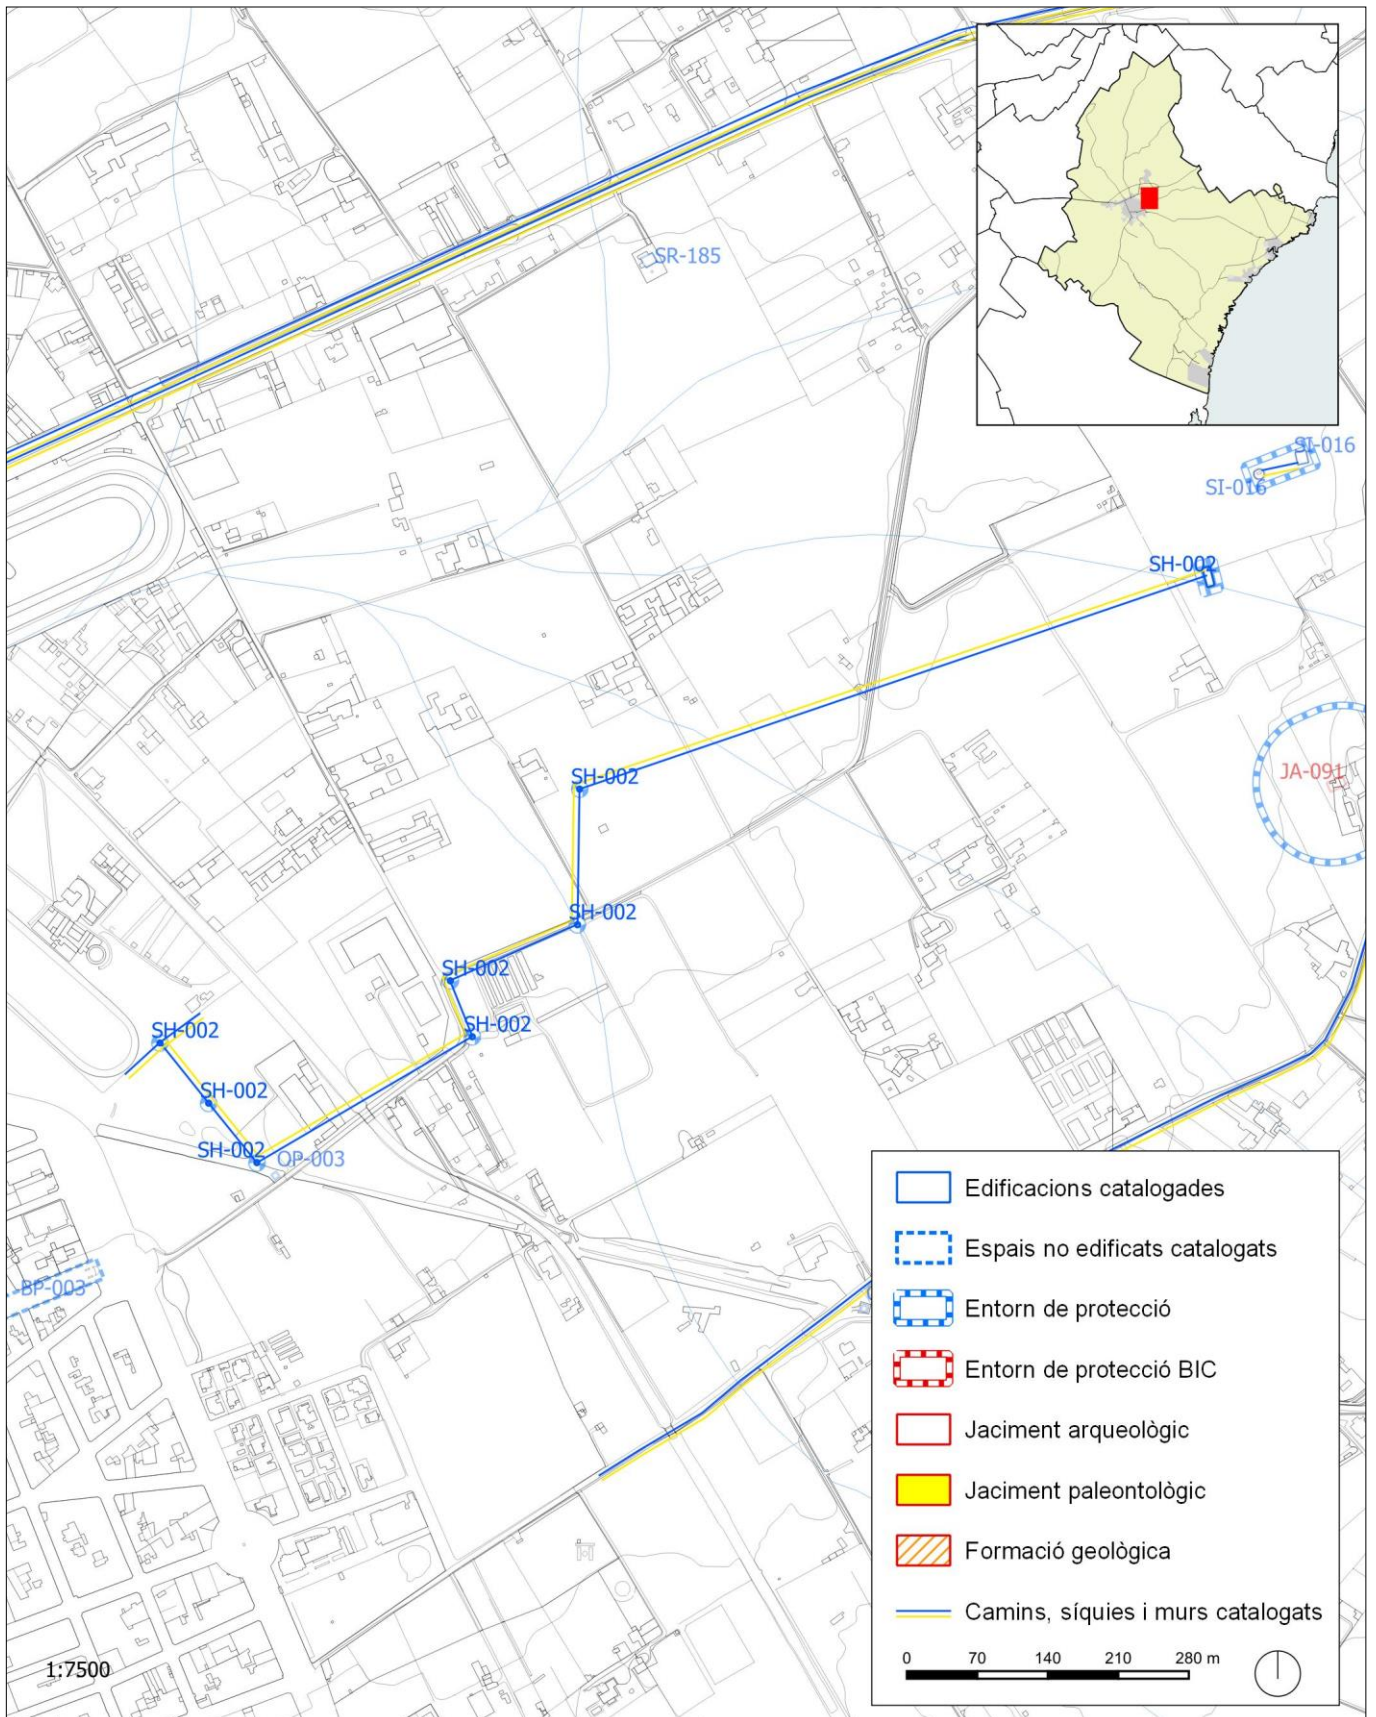 SR-185
SI-016
SI-016
SH-002
SH-002
JA-091
SH-002
SH-002
SH-002
SH-002
SH-002
SH-002
OP-003
BP-003
Edificacions catalogades
Espais no edificats catalogats
Entorn de protecció
Entorn de protecció BIC
Jaciment arqueològic
Jaciment paleontològic
Formació geològica
Camins, síquies i murs catalogats
0 70 140 210 280 m
1:7500